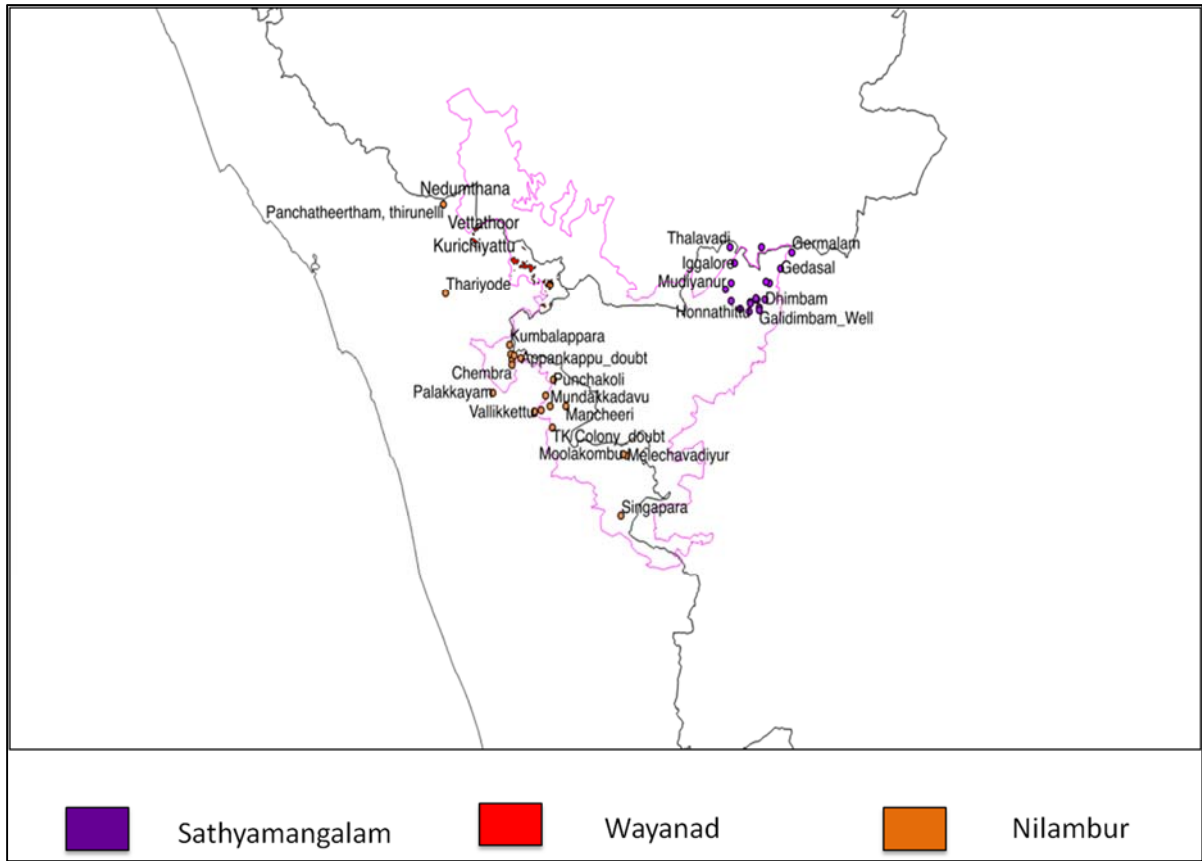 Nedumthana
Panchatheertham, thirunelli
Vettathoor
Kurichiyattu
Thalavadi
Germalam
Iggalore
Gedasal
Thariyode
Mudiyanur
Dhimbam
Honnathittu
Galidimbam_Well
Kumbalappara
Appankappu_doubt
Chembra
Punchakoli
Palakkayam
Mundakkadavu
Vallikkettu
Mancheeri
TK/Colony_doubt
Moolakombu
Melechavadiyur
Singapara
Sathyamangalam
Wayanad
Nilambur